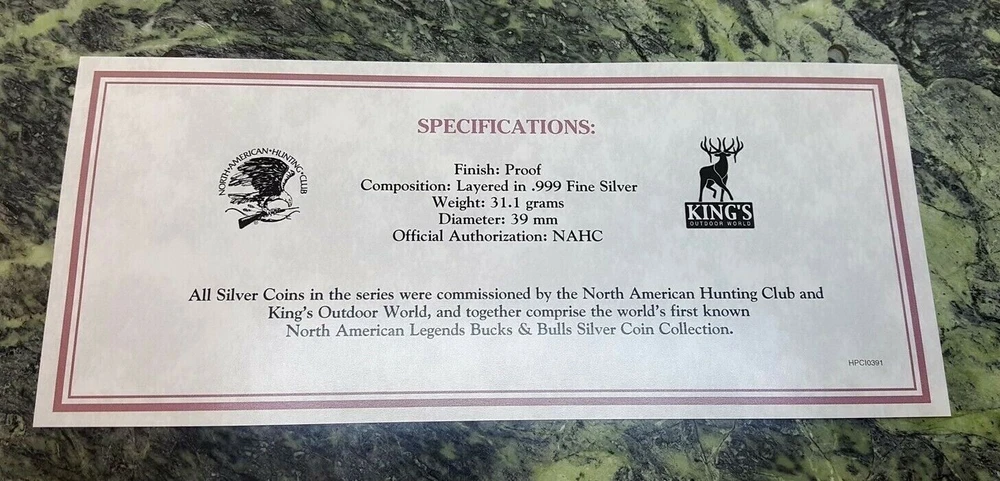 SPECIFICATIONS:
NORTH•AMERICAN•HUNTING•CLUB
Finish: Proof
Composition: Layered in .999 Fine Silver
Weight: 31.1 grams
Diameter: 39 mm
Official Authorization: NAHC
KING'S
OUTDOOR WORLD
All Silver Coins in the series were commissioned by the North American Hunting Club and
King's Outdoor World, and together comprise the world's first known
North American Legends Bucks & Bulls Silver Coin Collection.
HPCI0391